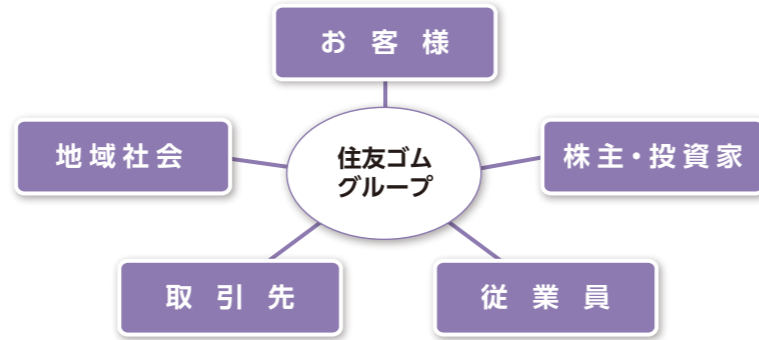 お客様
地域社会
住友ゴム
グループ
株主・投資家
取引先
従業員